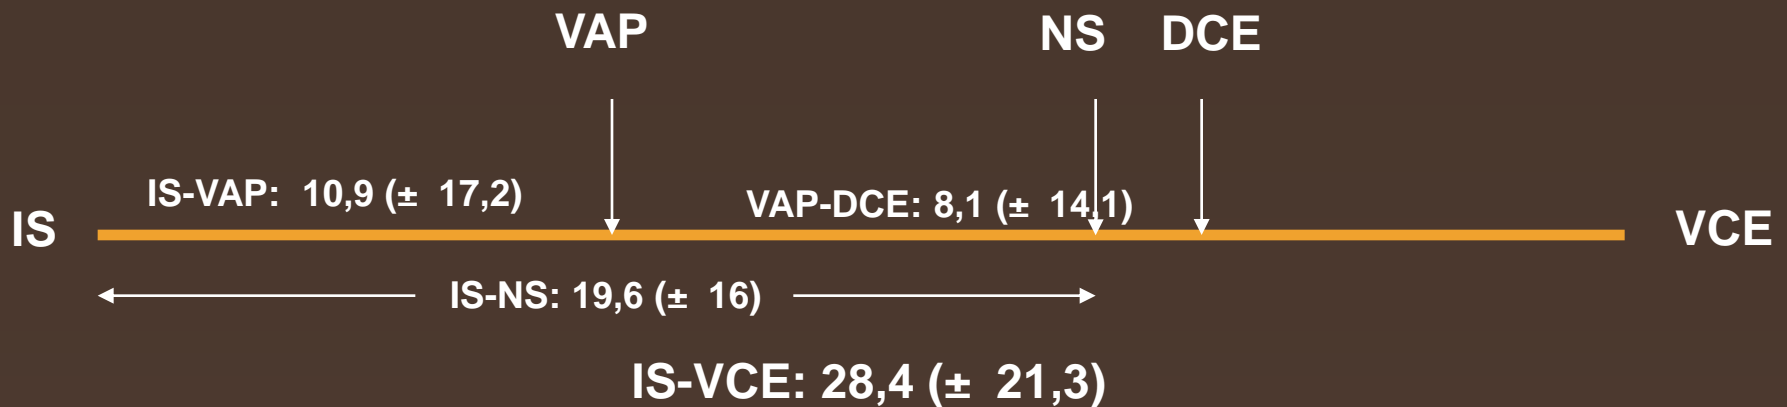 VAP NS DCE
IS-VAP: 10,9 (± 17,2) VAP-DCE: 8,1 (± 14,1)
IS VCE
IS-NS: 19,6 (± 16)
IS-VCE: 28,4 (± 21,3)